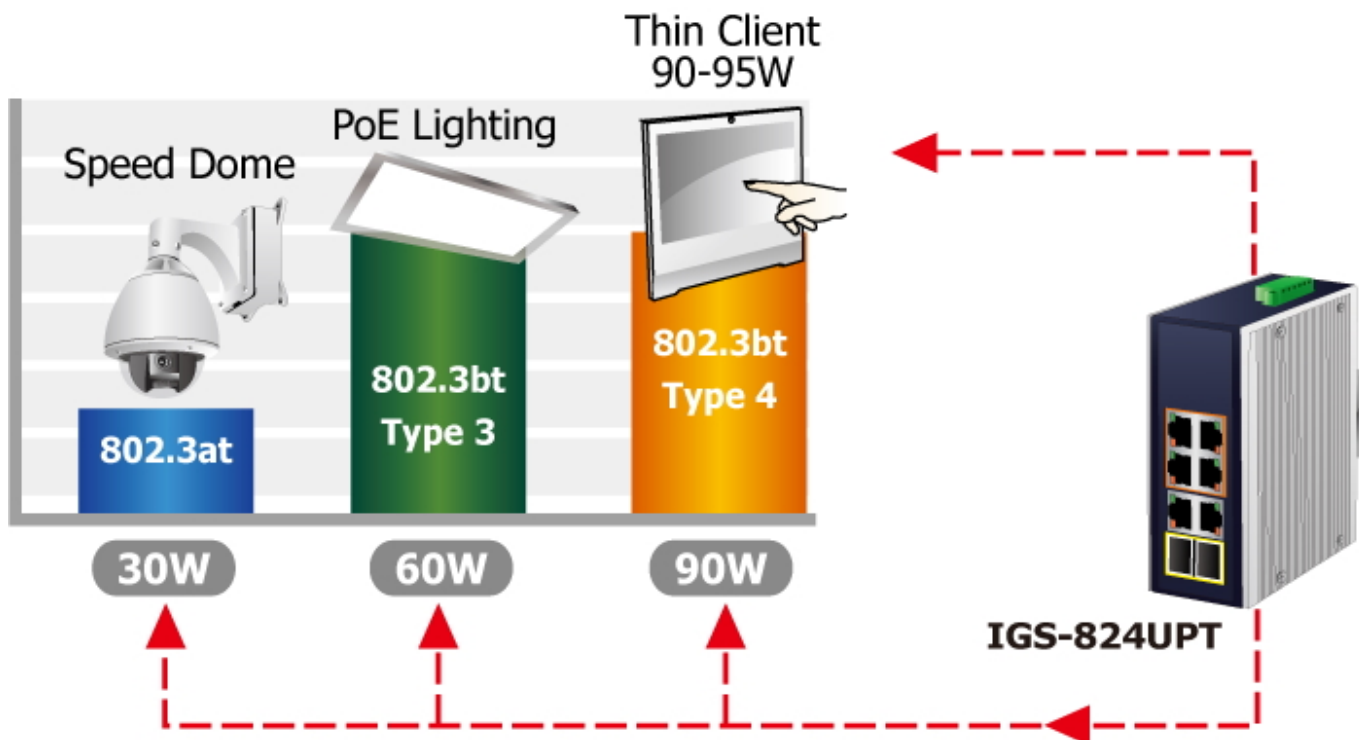 Thin Client
90-95W
PoE Lighting
Speed Dome
802.3at
802.3bt
Type 3
802.3bt
Type 4
30W
60W
90W
IGS-824UPT